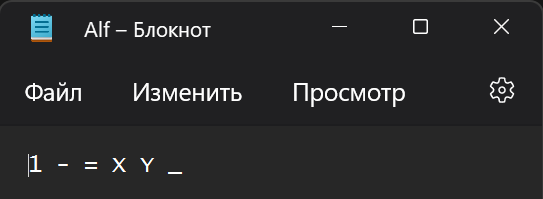 Alf – Блокнот
Файл Изменить Просмотр
1 - = X Y _